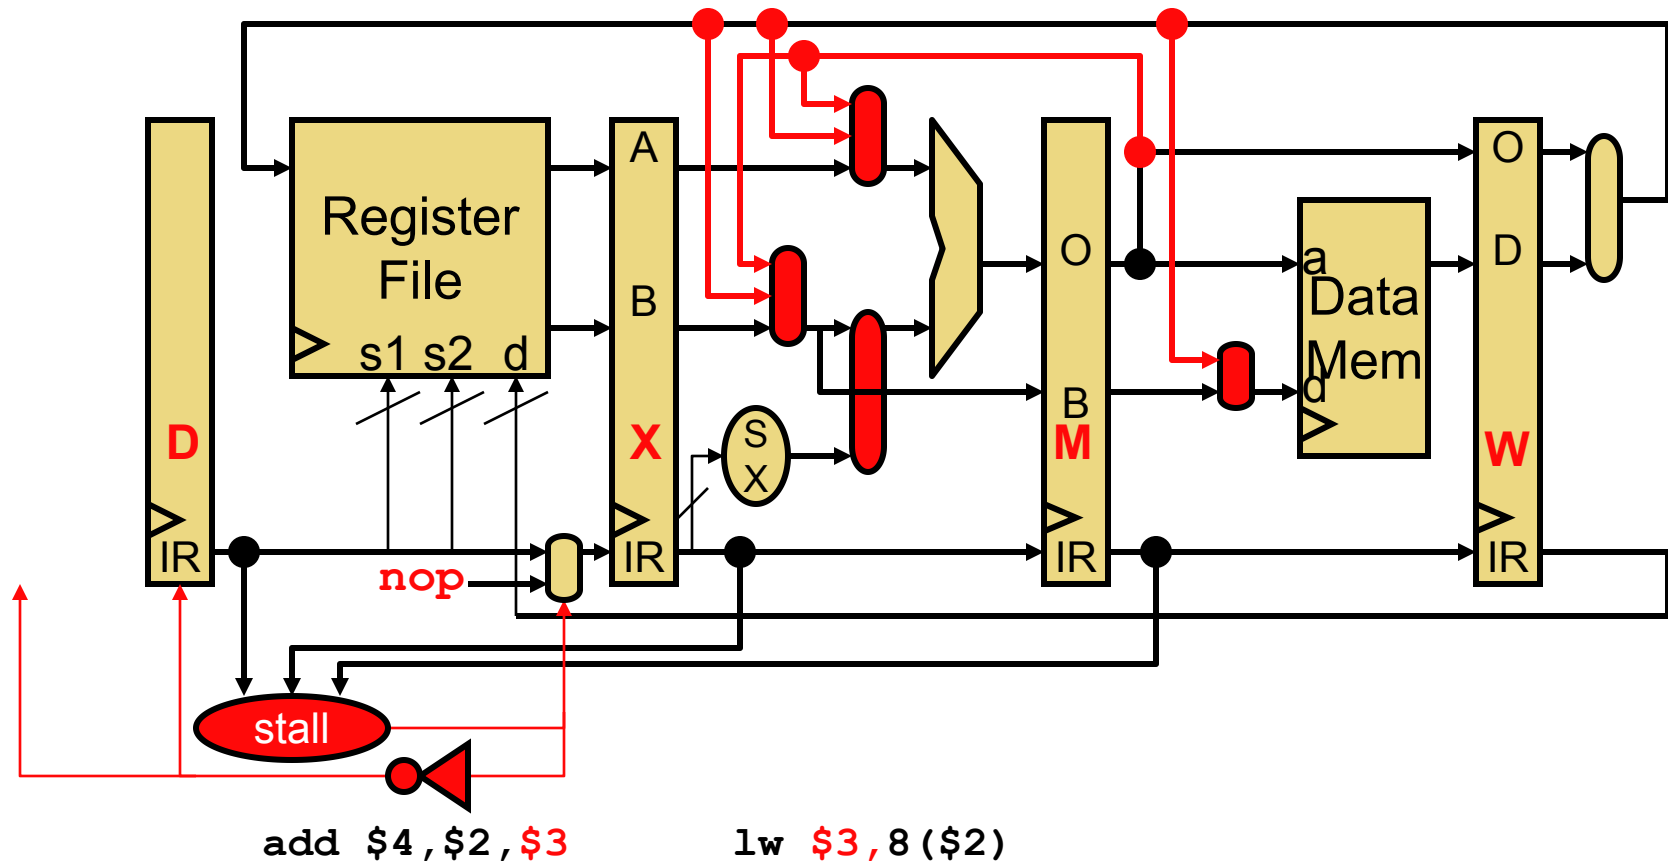 A
O
Register
File
B
O
D
a
Data
Mem
d
s1 s2 d
S
X
B
D
X
M
W
IR
nop
IR
IR
IR
stall
add $4,$2,$3
lw $3,8($2)